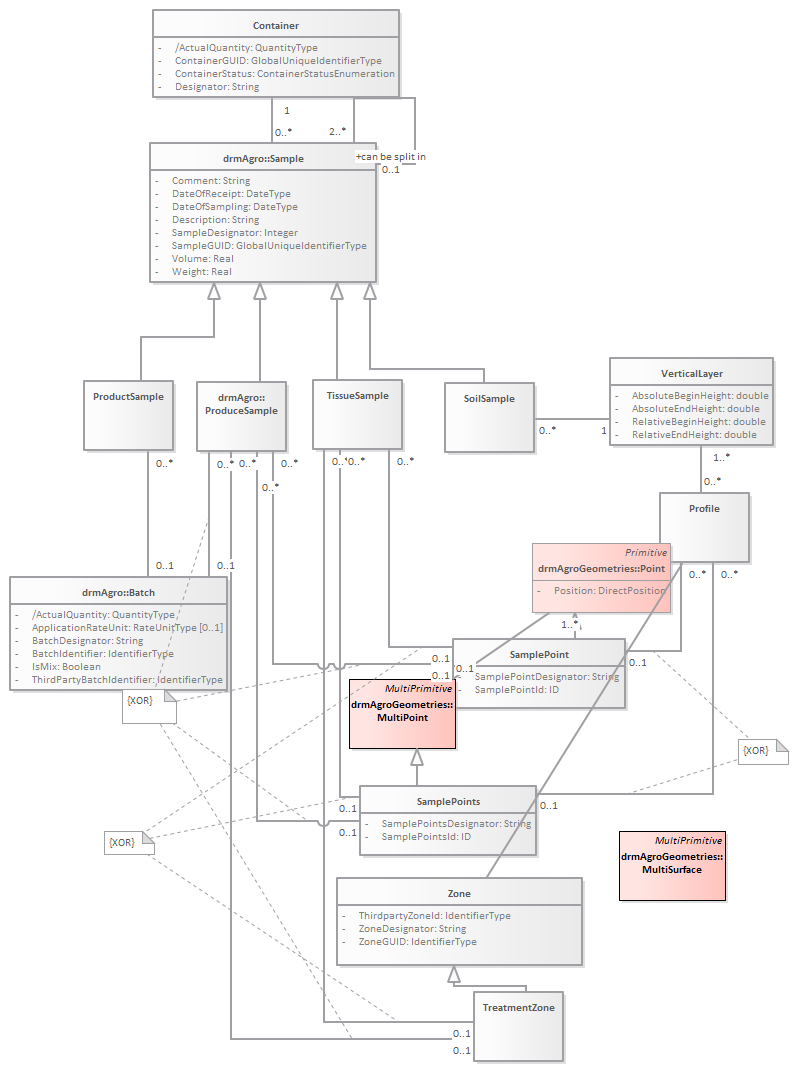 Container
- /ActualQuantity: QuantityType
- ContainerGUID: GlobalUniqueIdentifierType
- ContainerStatus: ContainerStatusEnumeration
- Designator: String
1
0..*
2..*
+can be split in
0..1
drmAgro::Sample
- Comment: String
- DateOfReceipt: DateType
- DateOfSampling: DateType
- Description: String
- SampleDesignator: Integer
- SampleGUID: GlobalUniqueIdentifierType
- Volume: Real
- Weight: Real
ProductSample
drmAgro::
ProduceSample
TissueSample
SoilSample
VerticalLayer
- AbsoluteBeginHeight: double
- AbsoluteEndHeight: double
- RelativeBeginHeight: double
- RelativeEndHeight: double
0..*
1
0..*
0..*
0..*
0..*
0..*
0..*
0..*
0..*
1..*
0..*
Profile
0..*
0..*
Primitive
drmAgroGeometries::Point
- Position: DirectPosition
1..*
0..1
0..1
drmAgro::Batch
- /ActualQuantity: QuantityType
- ApplicationRateUnit: RateUnitType [0..1]
- BatchDesignator: String
- BatchIdentifier: IdentifierType
- IsMix: Boolean
- ThirdPartyBatchIdentifier: IdentifierType
{XOR}
SamplePoint
- SamplePointDesignator: String
- SamplePointId: ID
0..1
0..1
0..1
0..1
MultiPrimitive
drmAgroGeometries::
MultiPoint
{XOR}
SamplePoints
- SamplePointsDesignator: String
- SamplePointsId: ID
0..1
0..1
0..1
{XOR}
MultiPrimitive
drmAgroGeometries::
MultiSurface
Zone
- ThirdpartyZoneId: IdentifierType
- ZoneDesignator: String
- ZoneGUID: IdentifierType
TreatmentZone
0..1
0..1